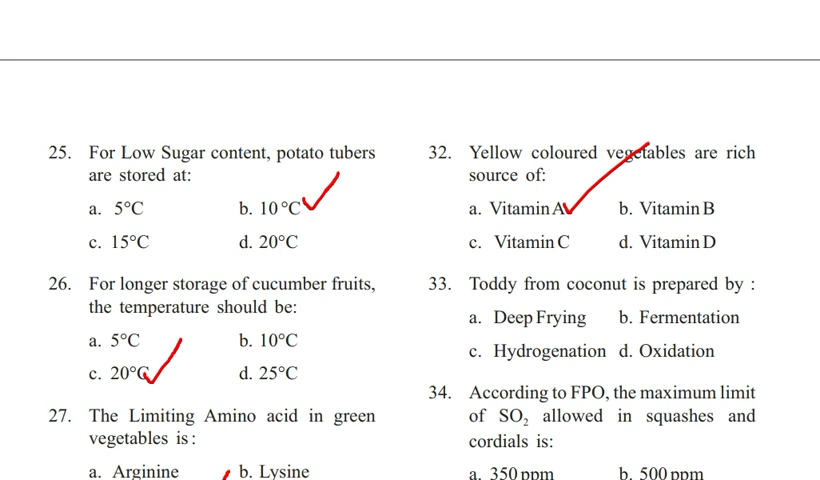 25. For Low Sugar content, potato tubers
are stored at:
a. 5°C b. 10°C
c. 15°C d. 20°C
26. For longer storage of cucumber fruits,
the temperature should be:
a. 5°C b. 10°C
c. 20°C d. 25°C
27. The Limiting Amino acid in green
vegetables is:
a. Arginine b. Lysine
32. Yellow coloured vegetables are rich
source of:
a. Vitamin A b. Vitamin B
c. Vitamin C d. Vitamin D
33. Toddy from coconut is prepared by :
a. Deep Frying b. Fermentation
c. Hydrogenation d. Oxidation
34. According to FPO, the maximum limit
of SO₂ allowed in squashes and
cordials is:
a. 350 ppm b. 500 ppm